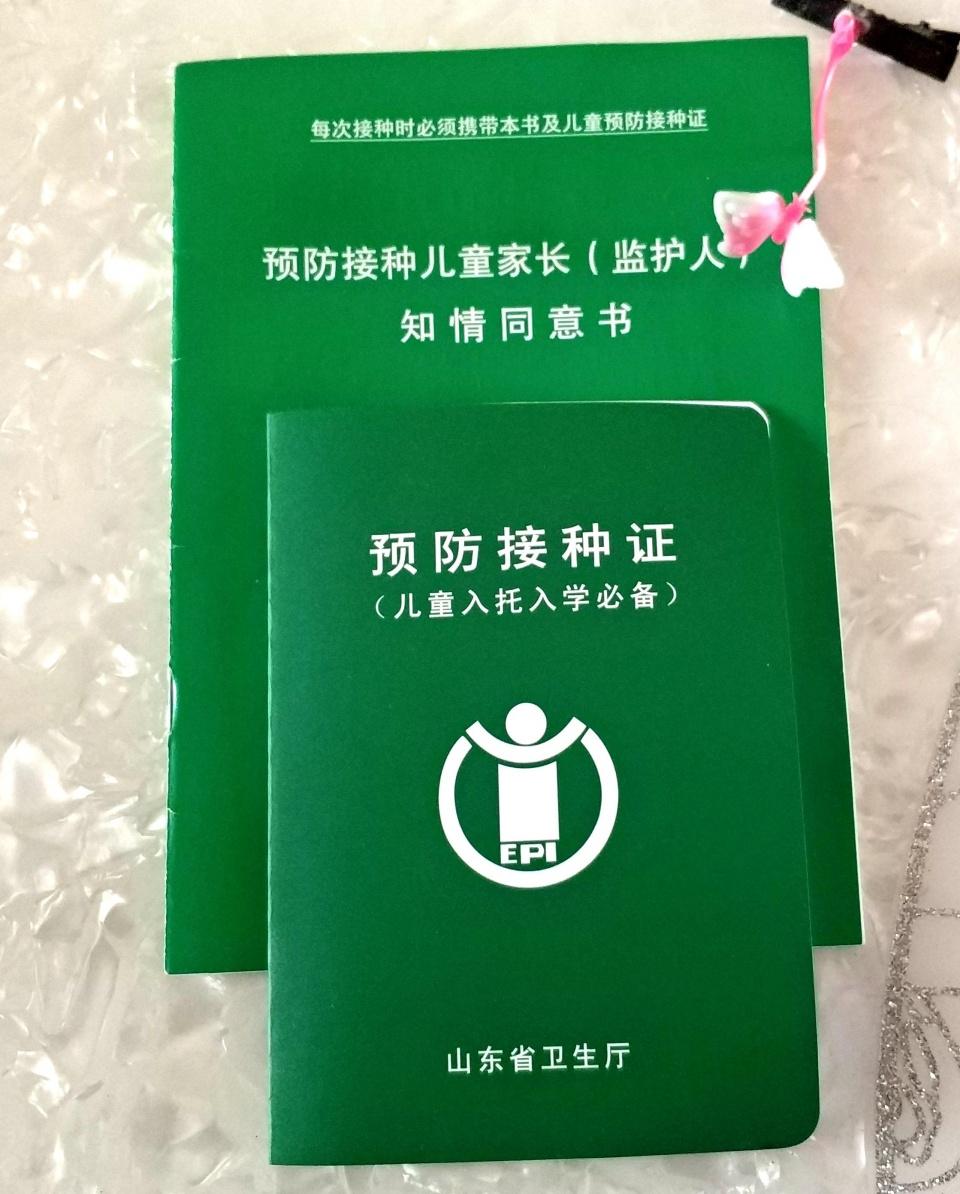 每次接种时必须携带本书及儿童预防接种证
预防接种儿童家长（监护人）
知情同意书
预防接种证
（儿童入托入学必备）
EPI
山东省卫生厅